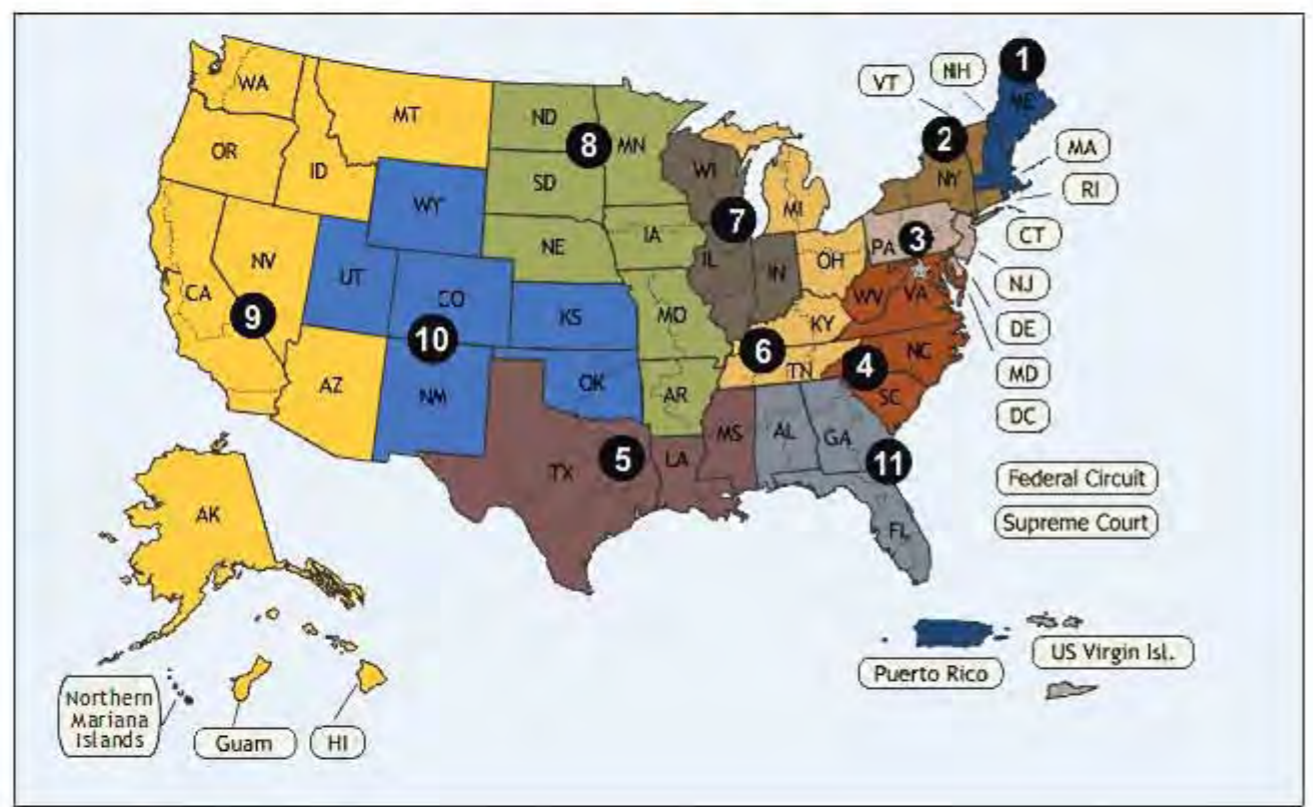 1
NH
VT
WA
ME
MT
ND
8
MN
2
MA
OR
ID
WI
SD
NY
RI
WY
MI
7
CT
IA
PA
3
NE
NV
UT
IL
IN
OH
NJ
CA
CO
WV
VA
9
KS
MO
KY
DE
10
6
NC
TN
4
MD
AZ
OK
NM
AR
SC
DC
MS
AL
GA
TX
5
LA
11
Federal Circuit
AK
Supreme Court
FL
US Virgin Isl.
Puerto Rico
Northern
Mariana
Islands
Guam
HI